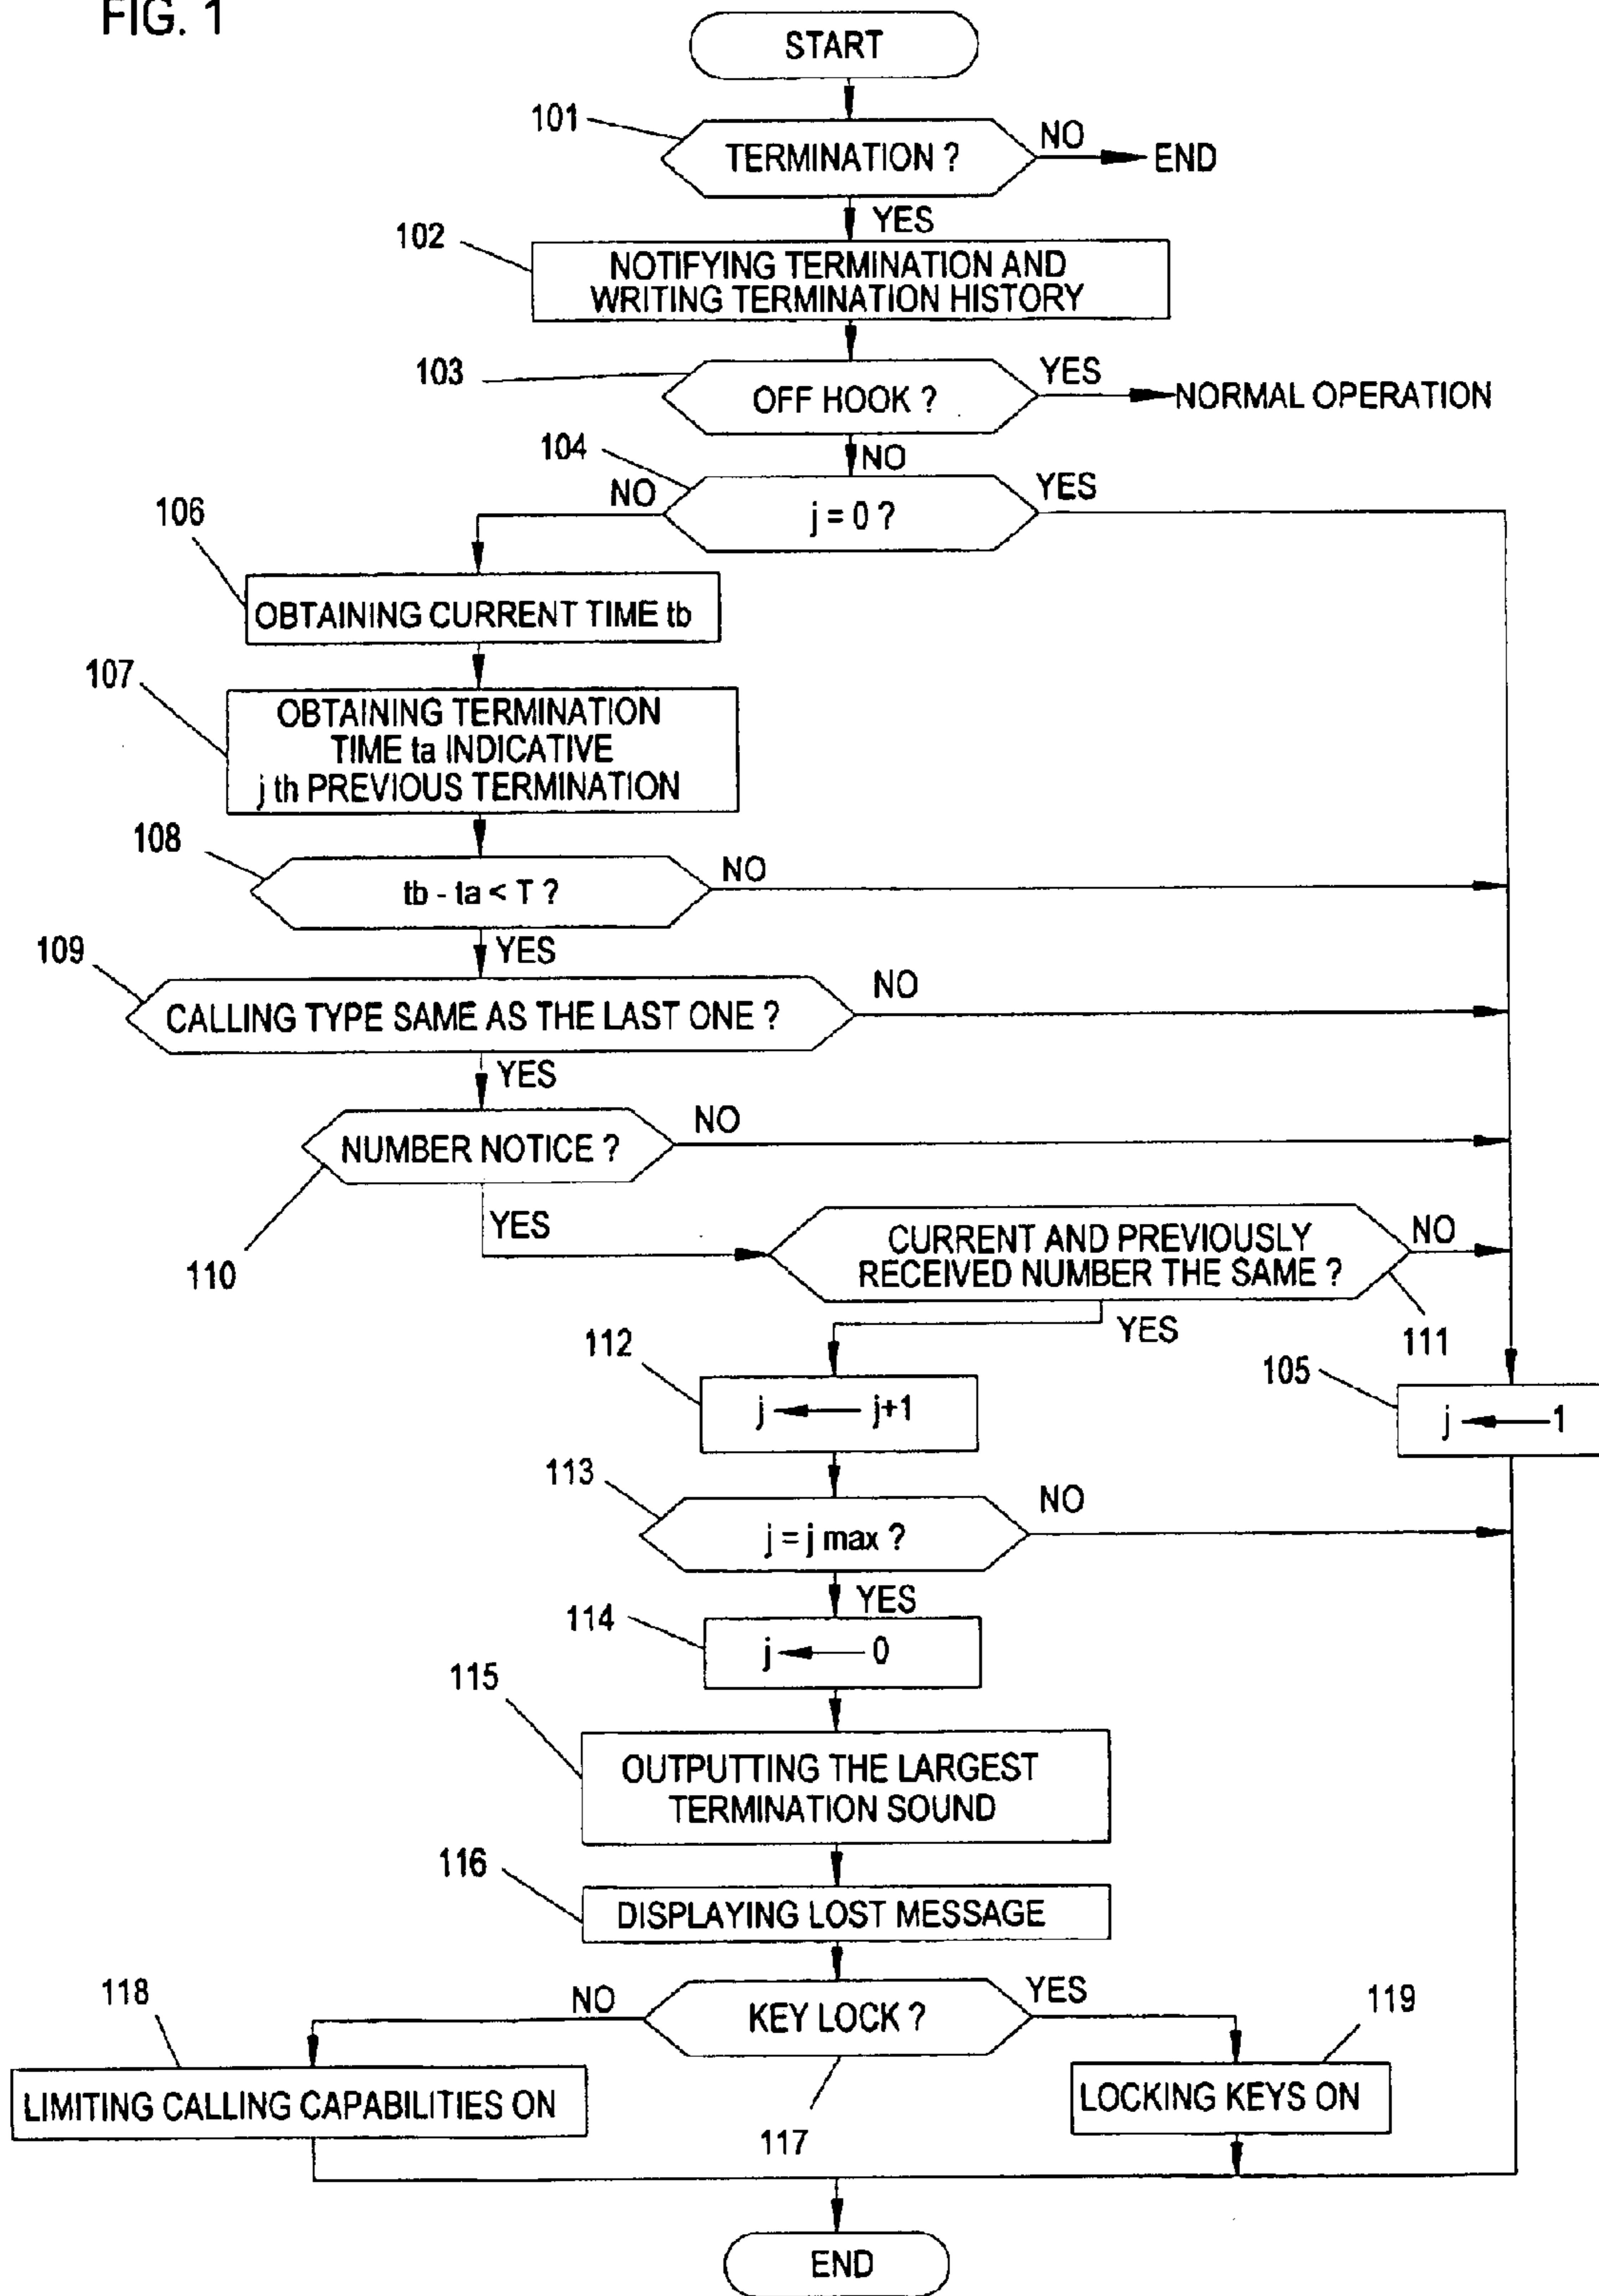 FIG. 1
START
101
TERMINATION ?
NO
END
YES
102
NOTIFYING TERMINATION AND
WRITING TERMINATION HISTORY
103
OFF HOOK ?
YES
NORMAL OPERATION
NO
104
j = 0 ?
NO
YES
106
OBTAINING CURRENT TIME tb
107
OBTAINING TERMINATION
TIME ta INDICATIVE
j th PREVIOUS TERMINATION
108
tb - ta < T ?
NO
YES
109
CALLING TYPE SAME AS THE LAST ONE ?
NO
YES
NUMBER NOTICE ?
NO
110
YES
CURRENT AND PREVIOUSLY
RECEIVED NUMBER THE SAME ?
NO
111
YES
112
j ← j+1
105
j ← 1
113
j = j max ?
NO
YES
114
j ← 0
115
OUTPUTTING THE LARGEST
TERMINATION SOUND
116
DISPLAYING LOST MESSAGE
KEY LOCK ?
NO
YES
117
118
LIMITING CALLING CAPABILITIES ON
119
LOCKING KEYS ON
END